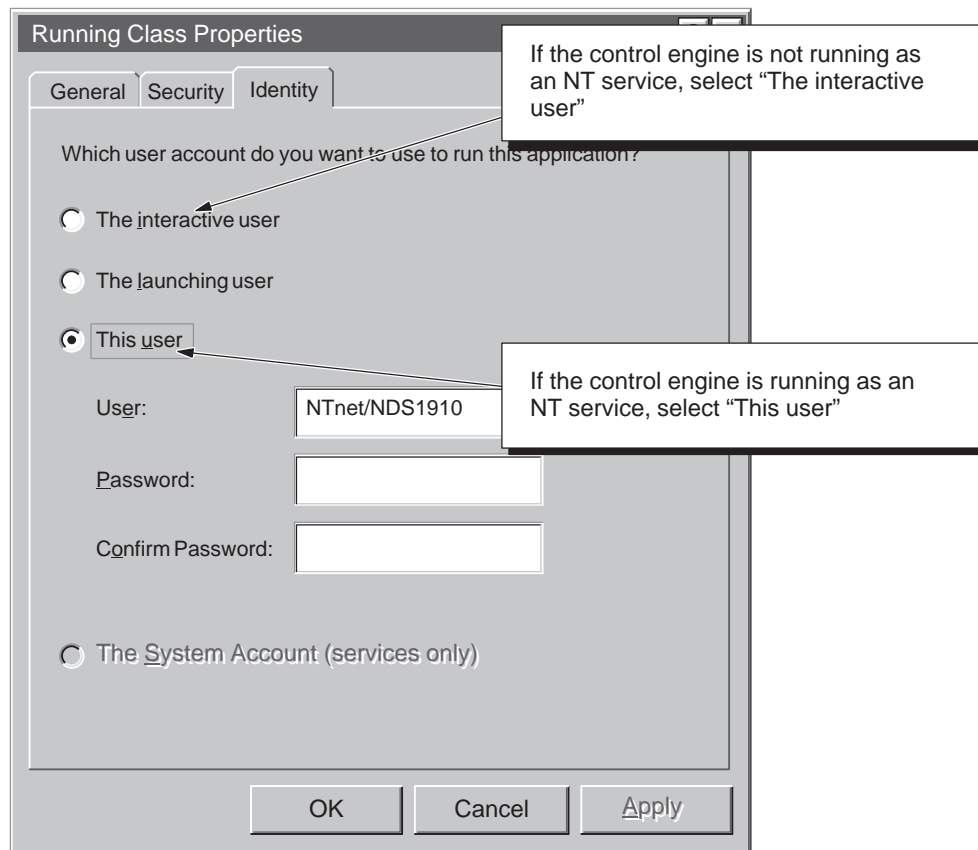 Running Class Properties
If the control engine is not running as
an NT service, select “The interactive
user”
General Security Identity
Which user account do you want to use to run this application?
The interactive user
The launching user
This user
If the control engine is running as an
NT service, select “This user”
User: NTnet/NDS1910
Password:
Confirm Password:
The System Account (services only)
OK Cancel Apply